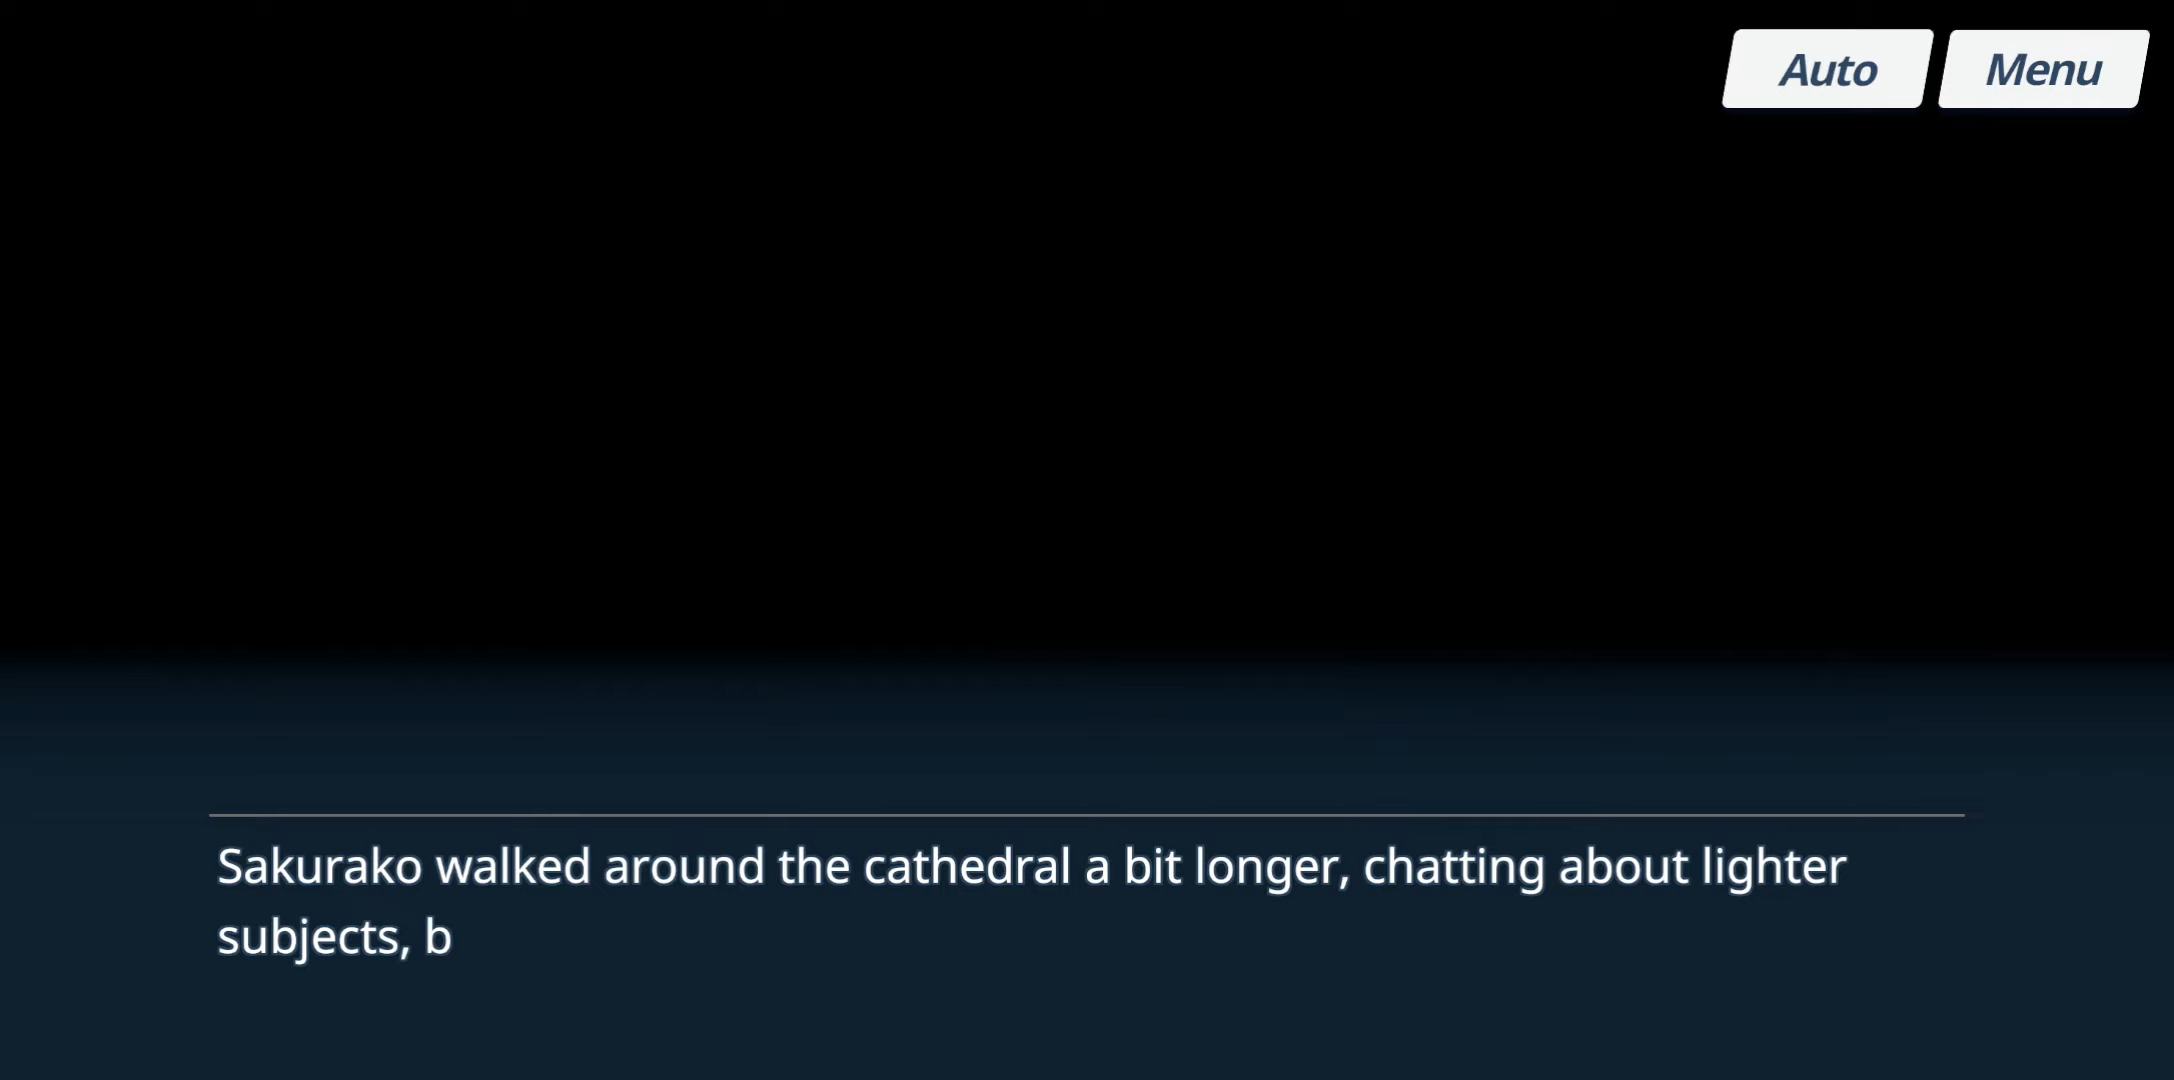 Auto Menu
Sakurako walked around the cathedral a bit longer, chatting about lighter
subjects, b